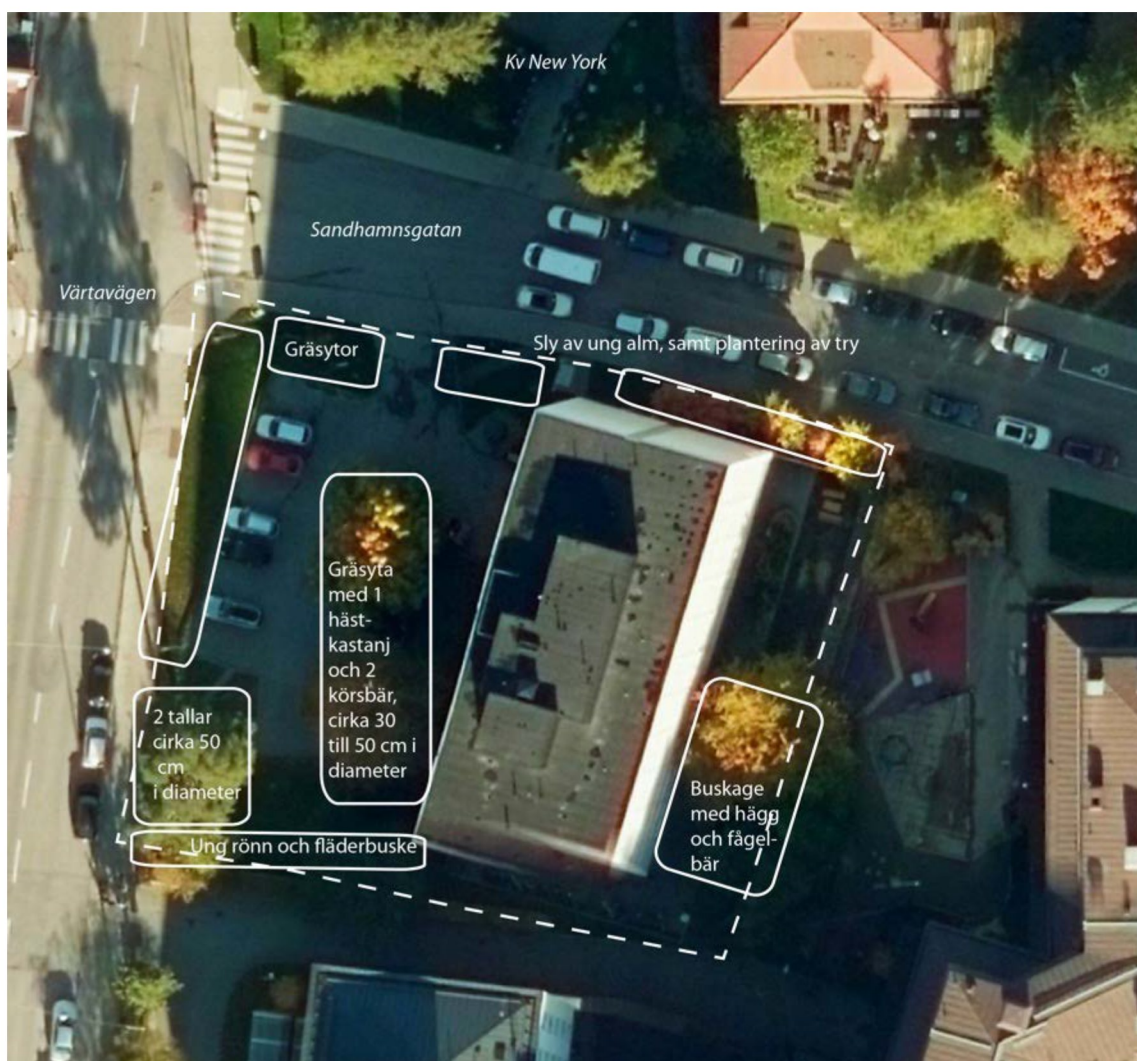 Kv New York
Sandhamnsgatan
Värtavägen
Gräsytor
Sly av ung alm, samt plantering av try
Gräsyta
med 1
häst-
kastanj
och 2
körsbär,
cirka 30
till 50 cm i
diameter
2 tallar
cirka 50
cm
i diameter
Buskage
med hägg
och fågel-
bär
Ung rönn och fläderbuske